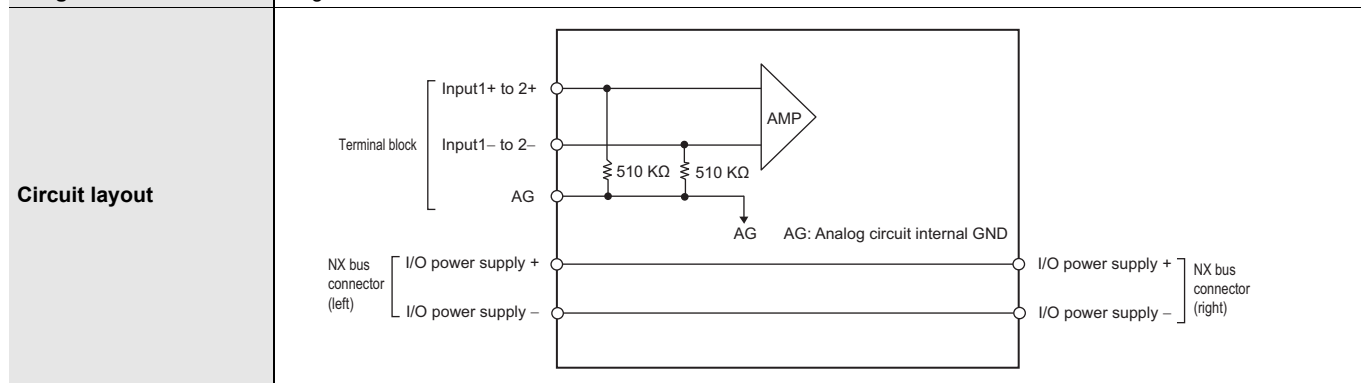 Circuit layout
Terminal block
Input1+ to 2+
Input1– to 2–
AG
AMP
510 KΩ
510 KΩ
AG
AG: Analog circuit internal GND
NX bus
connector
(left)
I/O power supply +
I/O power supply –
I/O power supply +
I/O power supply –
NX bus
connector
(right)